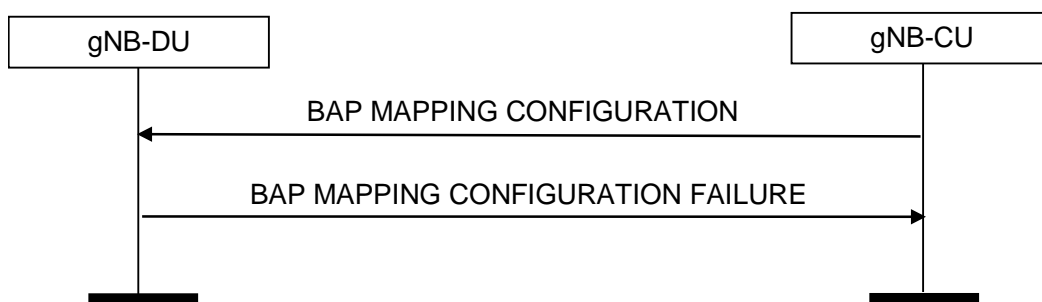 gNB-DU
gNB-CU
BAP MAPPING CONFIGURATION
BAP MAPPING CONFIGURATION FAILURE